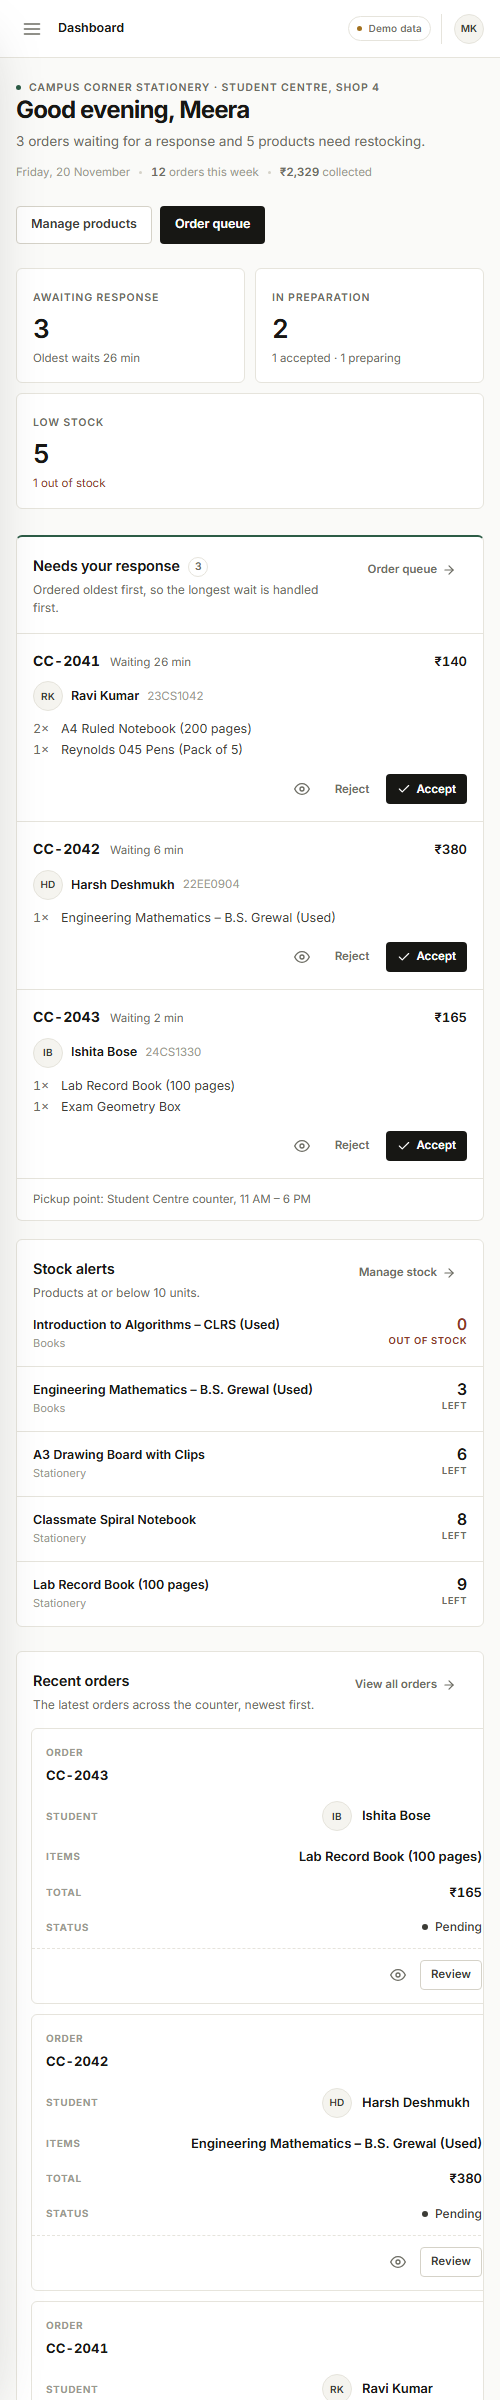 Dashboard
Demo data
MK
CAMPUS CORNER STATIONERY · STUDENT CENTRE, SHOP 4
Good evening, Meera
3 orders waiting for a response and 5 products need restocking.
Friday, 20 November • 12 orders this week • ₹2,329 collected
Manage products
Order queue
AWAITING RESPONSE
3
Oldest waits 26 min
IN PREPARATION
2
1 accepted · 1 preparing
LOW STOCK
5
1 out of stock
Needs your response 3
Order queue →
Ordered oldest first, so the longest wait is handled
first.
CC-2041 Waiting 26 min ₹140
RK Ravi Kumar 23CS1042
2× A4 Ruled Notebook (200 pages)
1× Reynolds 045 Pens (Pack of 5)
Reject Accept
CC-2042 Waiting 6 min ₹380
HD Harsh Deshmukh 22EE0904
1× Engineering Mathematics – B.S. Grewal (Used)
Reject Accept
CC-2043 Waiting 2 min ₹165
IB Ishita Bose 24CS1330
1× Lab Record Book (100 pages)
1× Exam Geometry Box
Reject Accept
Pickup point: Student Centre counter, 11 AM – 6 PM
Stock alerts
Manage stock →
Products at or below 10 units.
Introduction to Algorithms – CLRS (Used) 0
Books OUT OF STOCK
Engineering Mathematics – B.S. Grewal (Used) 3
Books LEFT
A3 Drawing Board with Clips 6
Stationery LEFT
Classmate Spiral Notebook 8
Stationery LEFT
Lab Record Book (100 pages) 9
Stationery LEFT
Recent orders
View all orders →
The latest orders across the counter, newest first.
ORDER
CC-2043
STUDENT IB Ishita Bose
ITEMS Lab Record Book (100 pages)
TOTAL ₹165
STATUS Pending
Review
ORDER
CC-2042
STUDENT HD Harsh Deshmukh
ITEMS Engineering Mathematics – B.S. Grewal (Used)
TOTAL ₹380
STATUS Pending
Review
ORDER
CC-2041
STUDENT RK Ravi Kumar